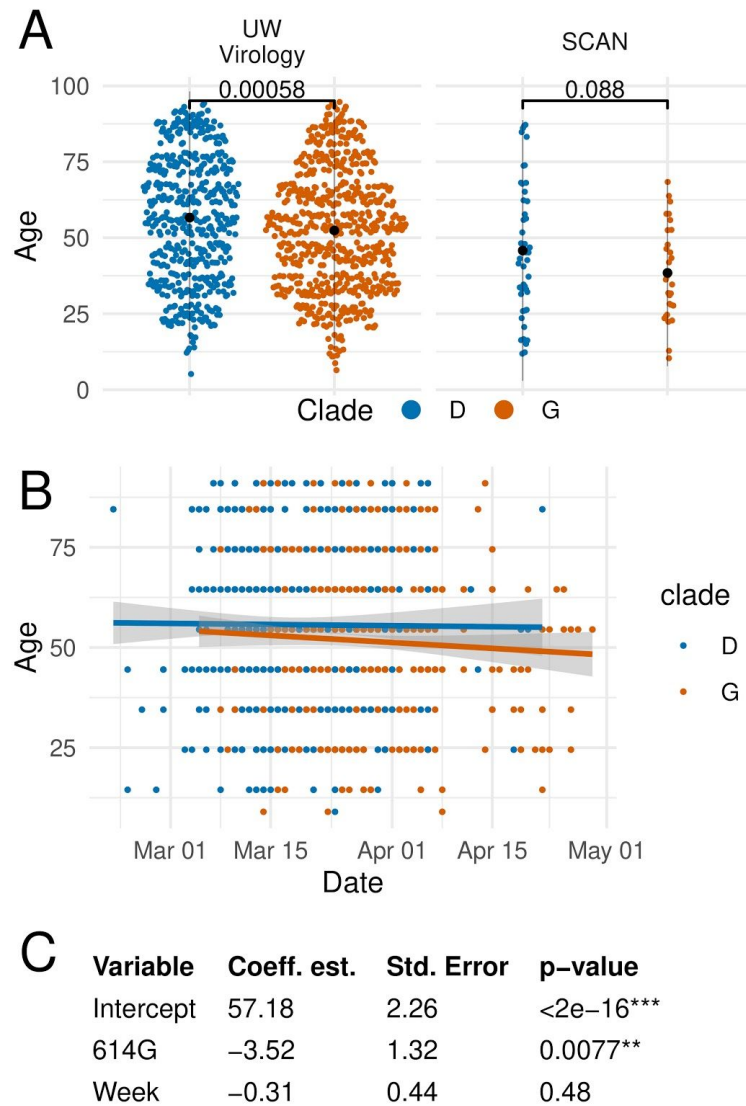 A
UW
Virology
SCAN
0.00058
0.088
100
75
50
25
0
Age
Clade D G
B
75
50
25
Age
clade
D
G
Mar 01 Mar 15 Apr 01 Apr 15 May 01
Date
C
Variable Coeff. est. Std. Error p−value
Intercept 57.18 2.26 <2e−16***
614G −3.52 1.32 0.0077**
Week −0.31 0.44 0.48